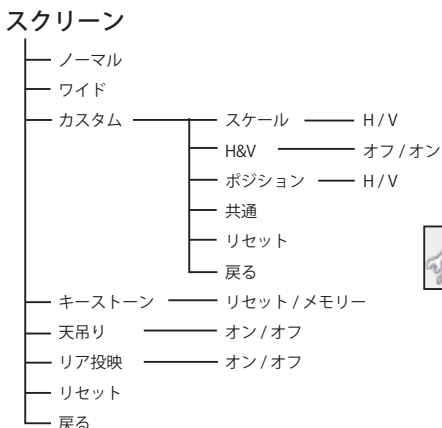 スクリーン
ノーマル
ワイド
カスタム スケール H / V
H&V オフ / オン
ポジション H / V
共通
リセット
戻る
キーストーン リセット / メモリー
天吊り オン / オフ
リア投映 オン / オフ
リセット
戻る